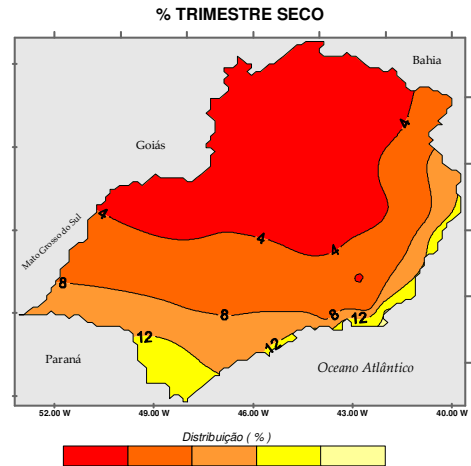 % TRIMESTRE SECO
Bahia
Goiás
Mato Grosso do Sul
Paraná
Oceano Atlântico
4
4
4
4
8
8
8
12
12
12
52.00 W
49.00 W
46.00 W
43.00 W
40.00 W
Distribuição ( % )